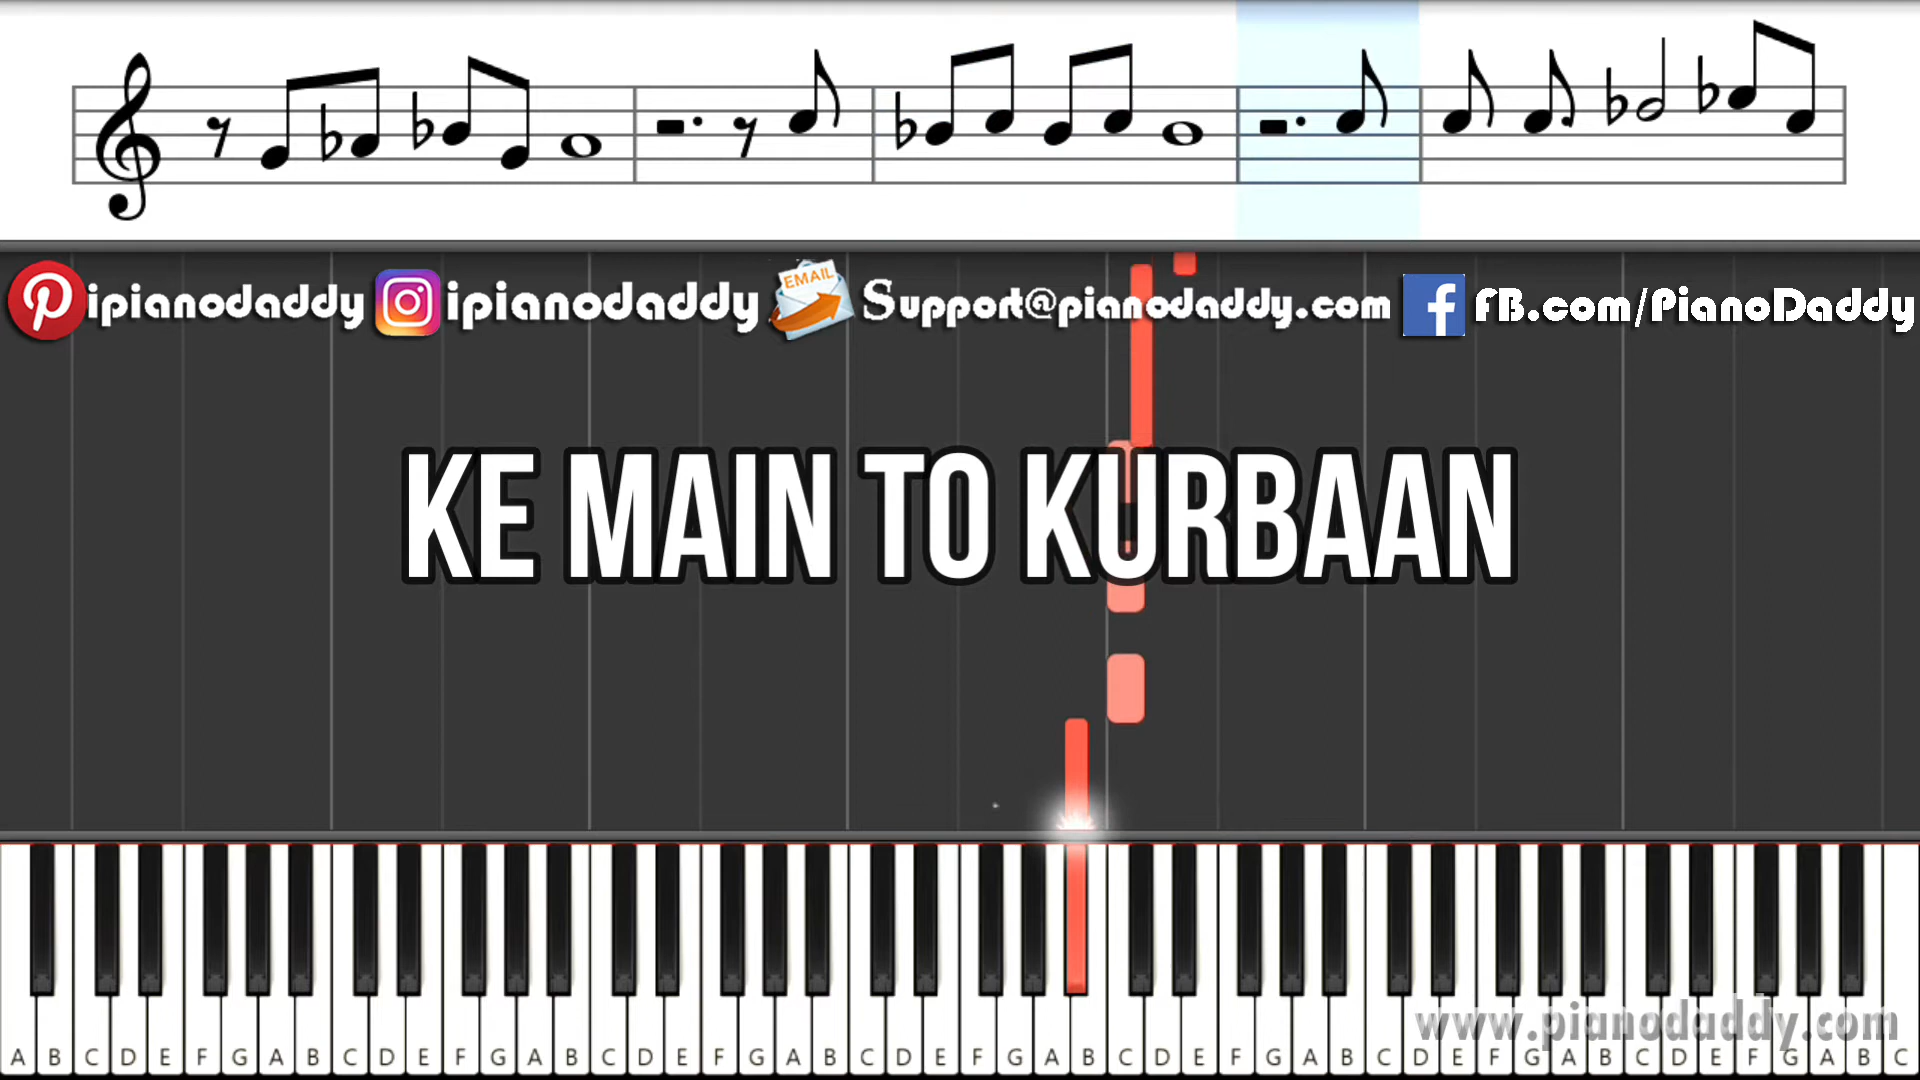 ipianodaddy ipianodaddy EMAIL Support@pianodaddy.com f FB.com/PianoDaddy
KE MAIN TO KURBAAN
www.pianodaddy.com
A B C D E F G A B C D E F G A B C D E F G A B C D E F G A B C D E F G A B C D E F G A B C D E F G A B C